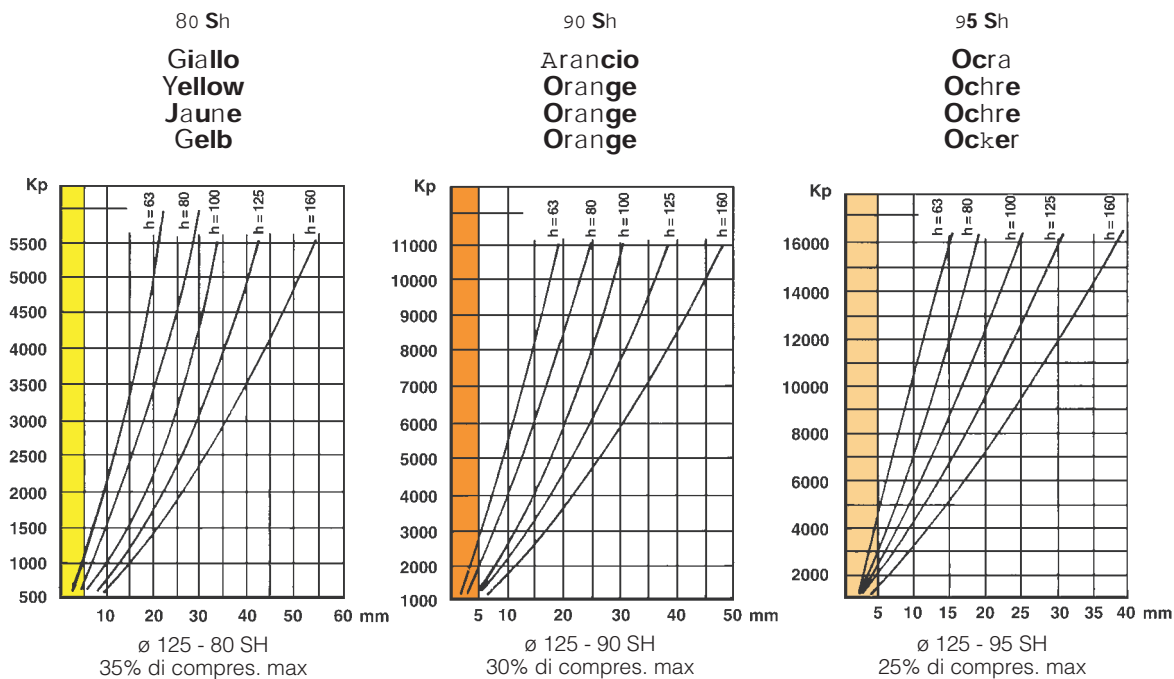 80 Sh
Giallo
Yellow
Jaune
Gelb
Kp
h = 63
h = 80
h = 100
h = 125
h = 160
5500
5000
4500
4000
3500
3000
2500
2000
1500
1000
500
10 20 30 40 50 60 mm
ø 125 - 80 SH
35% di compres. max
90 Sh
Arancio
Orange
Orange
Orange
Kp
h = 63
h = 80
h = 100
h = 125
h = 160
11000
10000
9000
8000
7000
6000
5000
4000
3000
2000
1000
5 10 20 30 40 50 mm
ø 125 - 90 SH
30% di compres. max
95 Sh
Ocra
Ochre
Ochre
Ocker
Kp
h = 63
h = 80
h = 100
h = 125
h = 160
16000
14000
12000
10000
8000
6000
4000
2000
5 10 15 20 25 30 35 40 mm
ø 125 - 95 SH
25% di compres. max